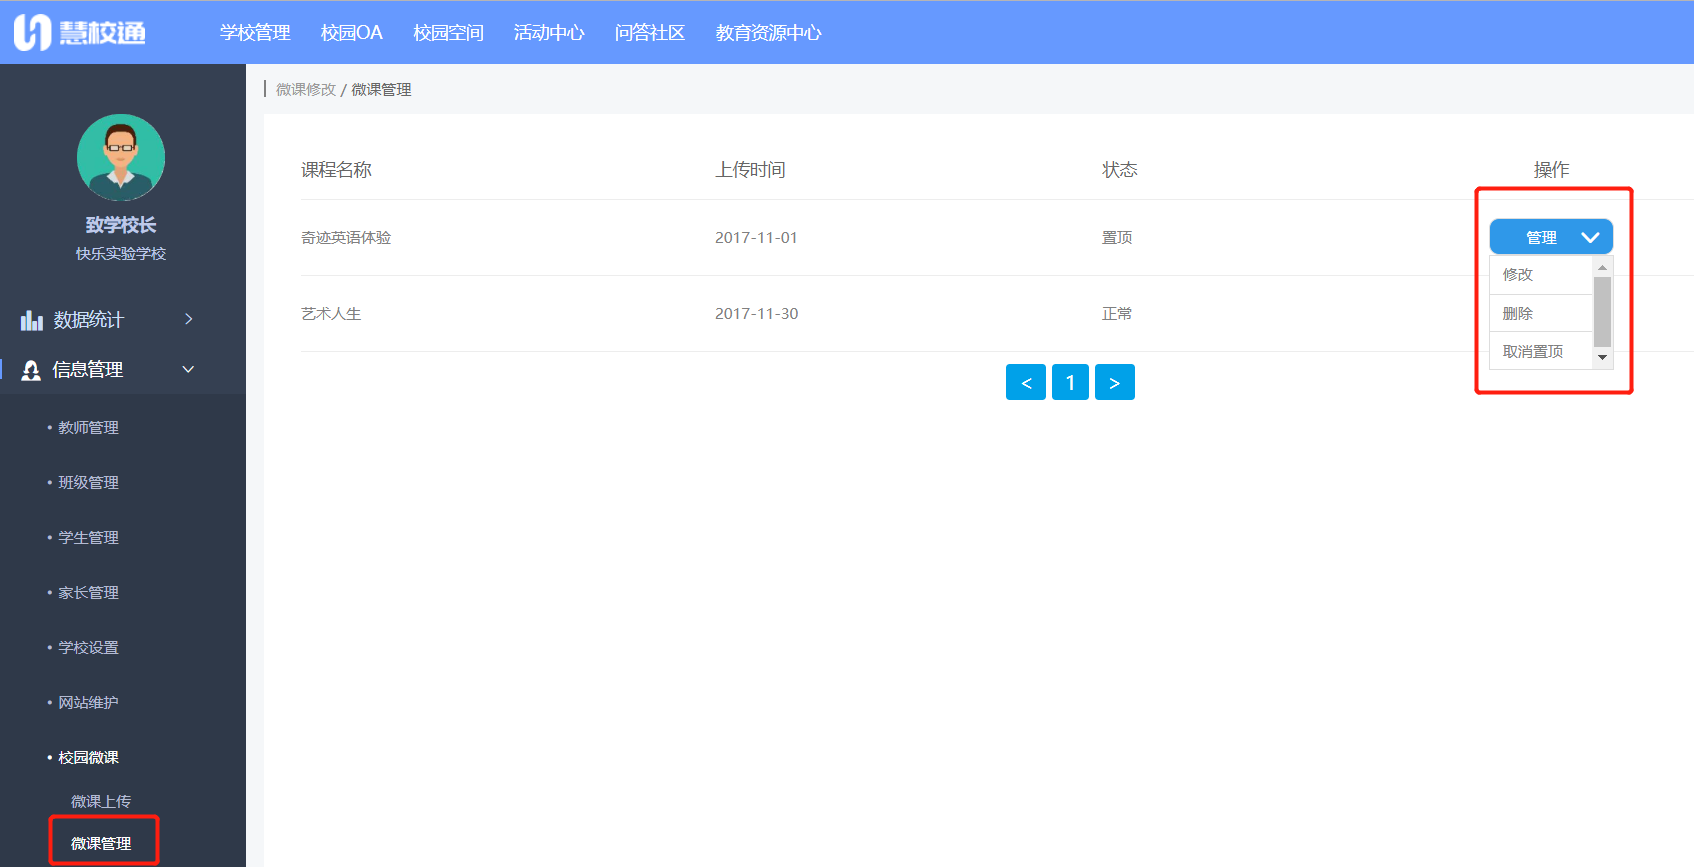 慧校通
学校管理 校园OA 校园空间 活动中心 问答社区 教育资源中心
致学校长
快乐实验学校
数据统计
信息管理
• 教师管理
• 班级管理
• 学生管理
• 家长管理
• 学校设置
• 网站维护
• 校园微课
微课上传
微课管理
微课修改 / 微课管理
课程名称 上传时间 状态 操作
奇迹英语体验 2017-11-01 置顶 管理
修改
删除
取消置顶
艺术人生 2017-11-30 正常
< 1 >